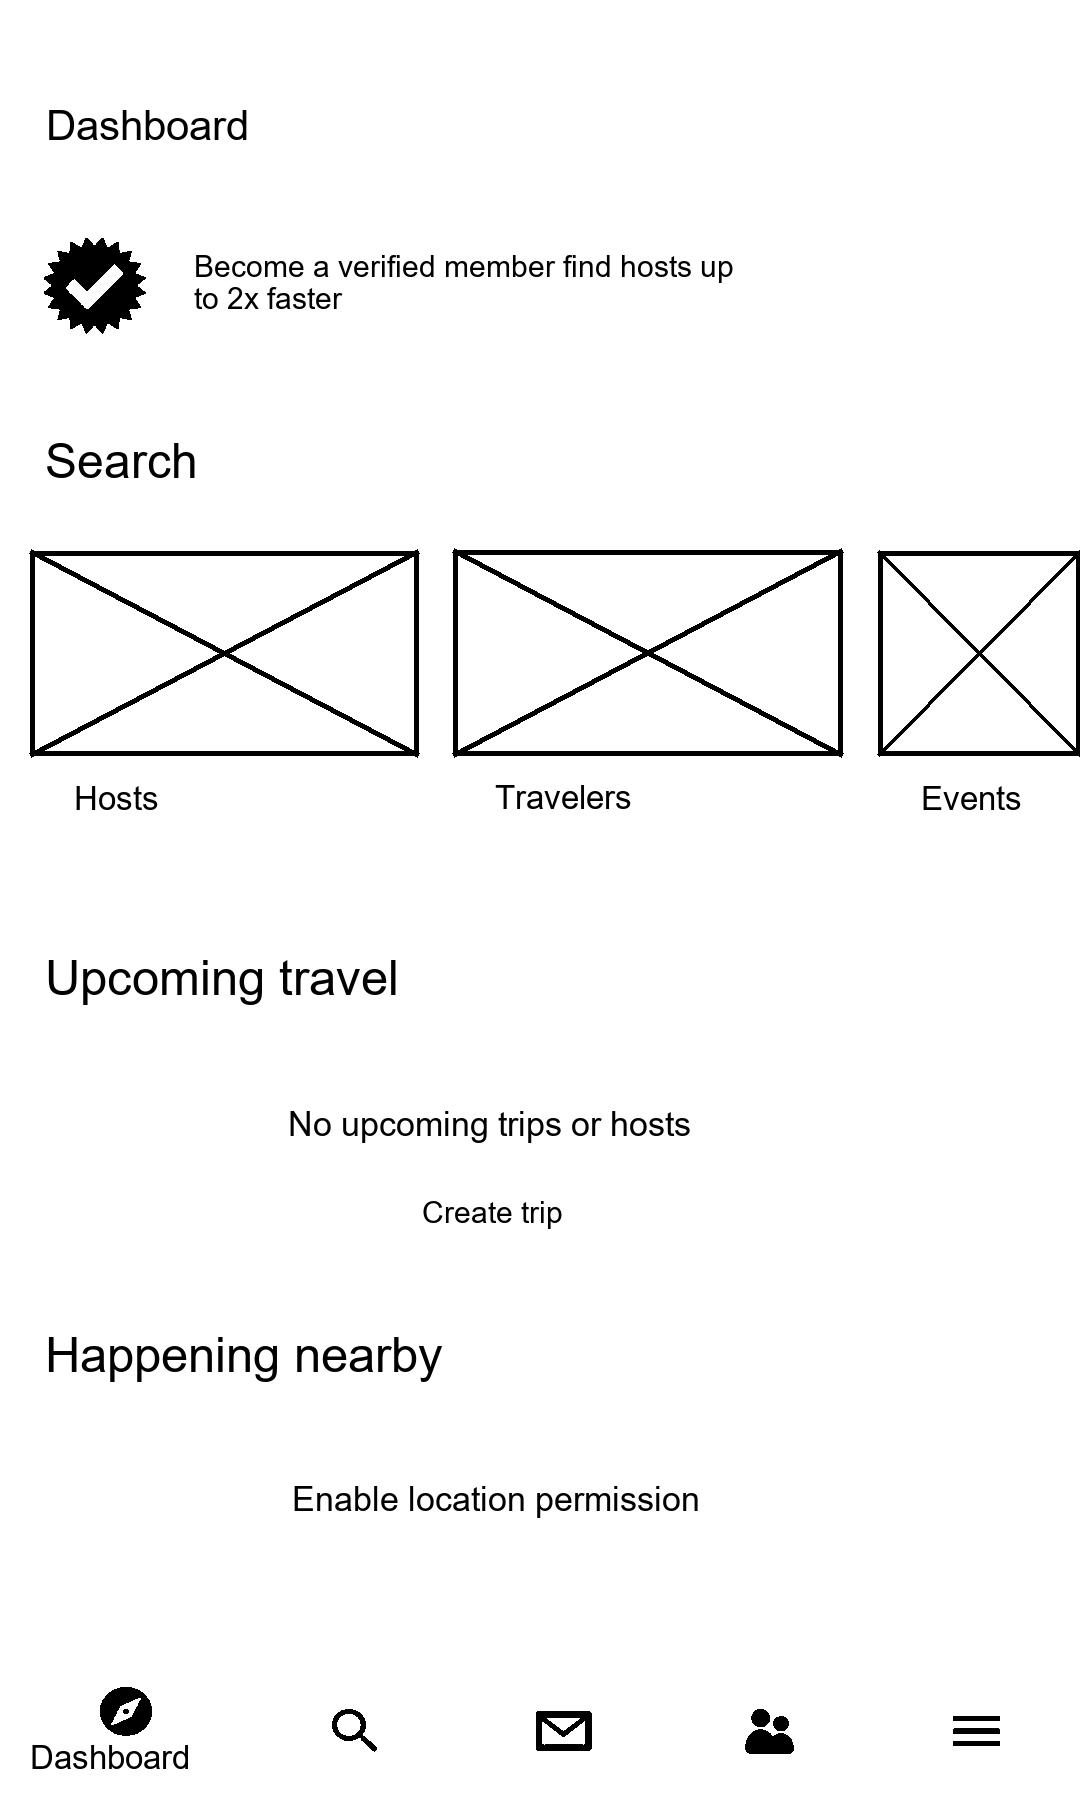 Dashboard
Become a verified member find hosts up
to 2x faster
Search
Hosts
Travelers
Events
Upcoming travel
No upcoming trips or hosts
Create trip
Happening nearby
Enable location permission
Dashboard